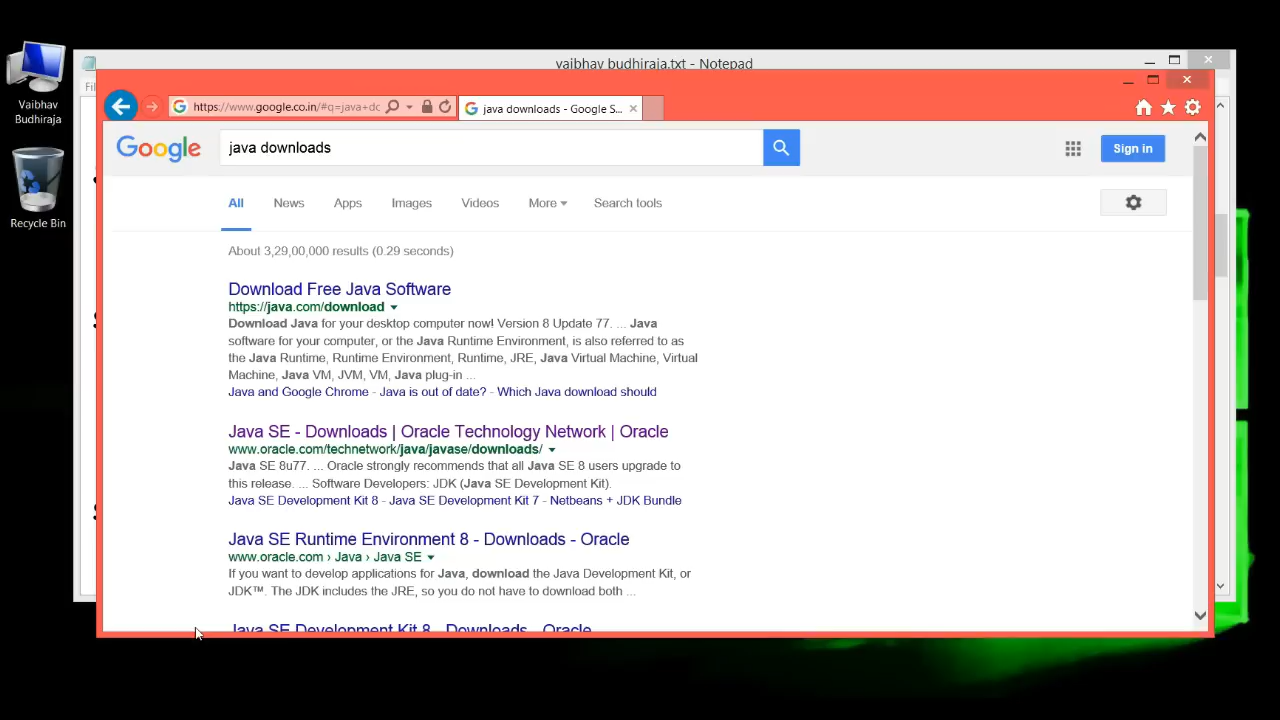 Vaibhav
Budhiraja
Recycle Bin
vaibhav budhiraja.txt - Notepad
https://www.google.co.in/#q=java+dc
java downloads - Google S...
Google
java downloads
Sign in
All News Apps Images Videos More Search tools
About 3,29,00,000 results (0.29 seconds)
Download Free Java Software
https://java.com/download
Download Java for your desktop computer now! Version 8 Update 77. ... Java
software for your computer, or the Java Runtime Environment, is also referred to as
the Java Runtime, Runtime Environment, Runtime, JRE, Java Virtual Machine, Virtual
Machine, Java VM, JVM, VM, Java plug-in ...
Java and Google Chrome - Java is out of date? - Which Java download should
Java SE - Downloads | Oracle Technology Network | Oracle
www.oracle.com/technetwork/java/javase/downloads/
Java SE 8u77. ... Oracle strongly recommends that all Java SE 8 users upgrade to
this release. ... Software Developers: JDK (Java SE Development Kit).
Java SE Development Kit 8 - Java SE Development Kit 7 - Netbeans + JDK Bundle
Java SE Runtime Environment 8 - Downloads - Oracle
www.oracle.com › Java › Java SE
If you want to develop applications for Java, download the Java Development Kit, or
JDK™. The JDK includes the JRE, so you do not have to download both ...
Java SE Development Kit 8 - Downloads - Oracle